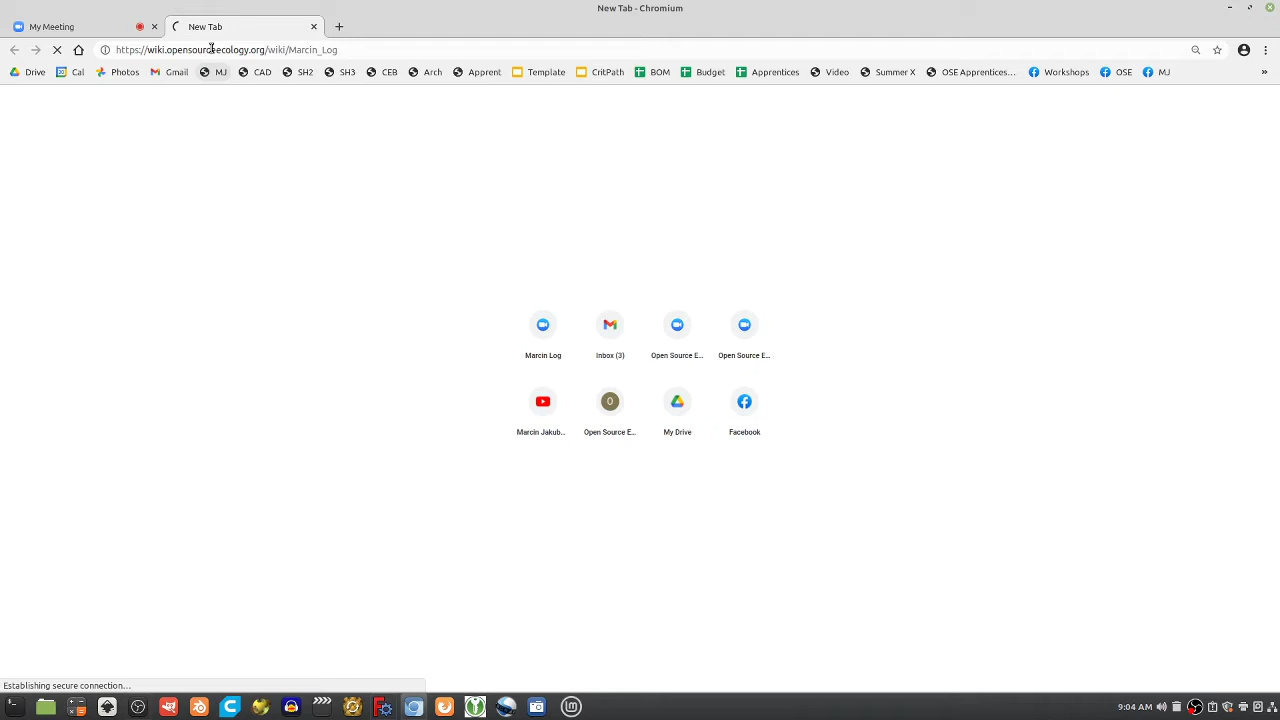 New Tab - Chromium
My Meeting
New Tab
https://wiki.opensourceecology.org/wiki/Marcin_Log
Drive Cal Photos Gmail MJ CAD SH2 SH3 CEB Arch Apprent Template CritPath BOM Budget Apprentices Video Summer X OSE Apprentices... Workshops OSE MJ »
Marcin Log Inbox (3) Open Source E... Open Source E...
O
Marcin Jakub... Open Source E... My Drive Facebook
Establishing secure connection...
9:04 AM